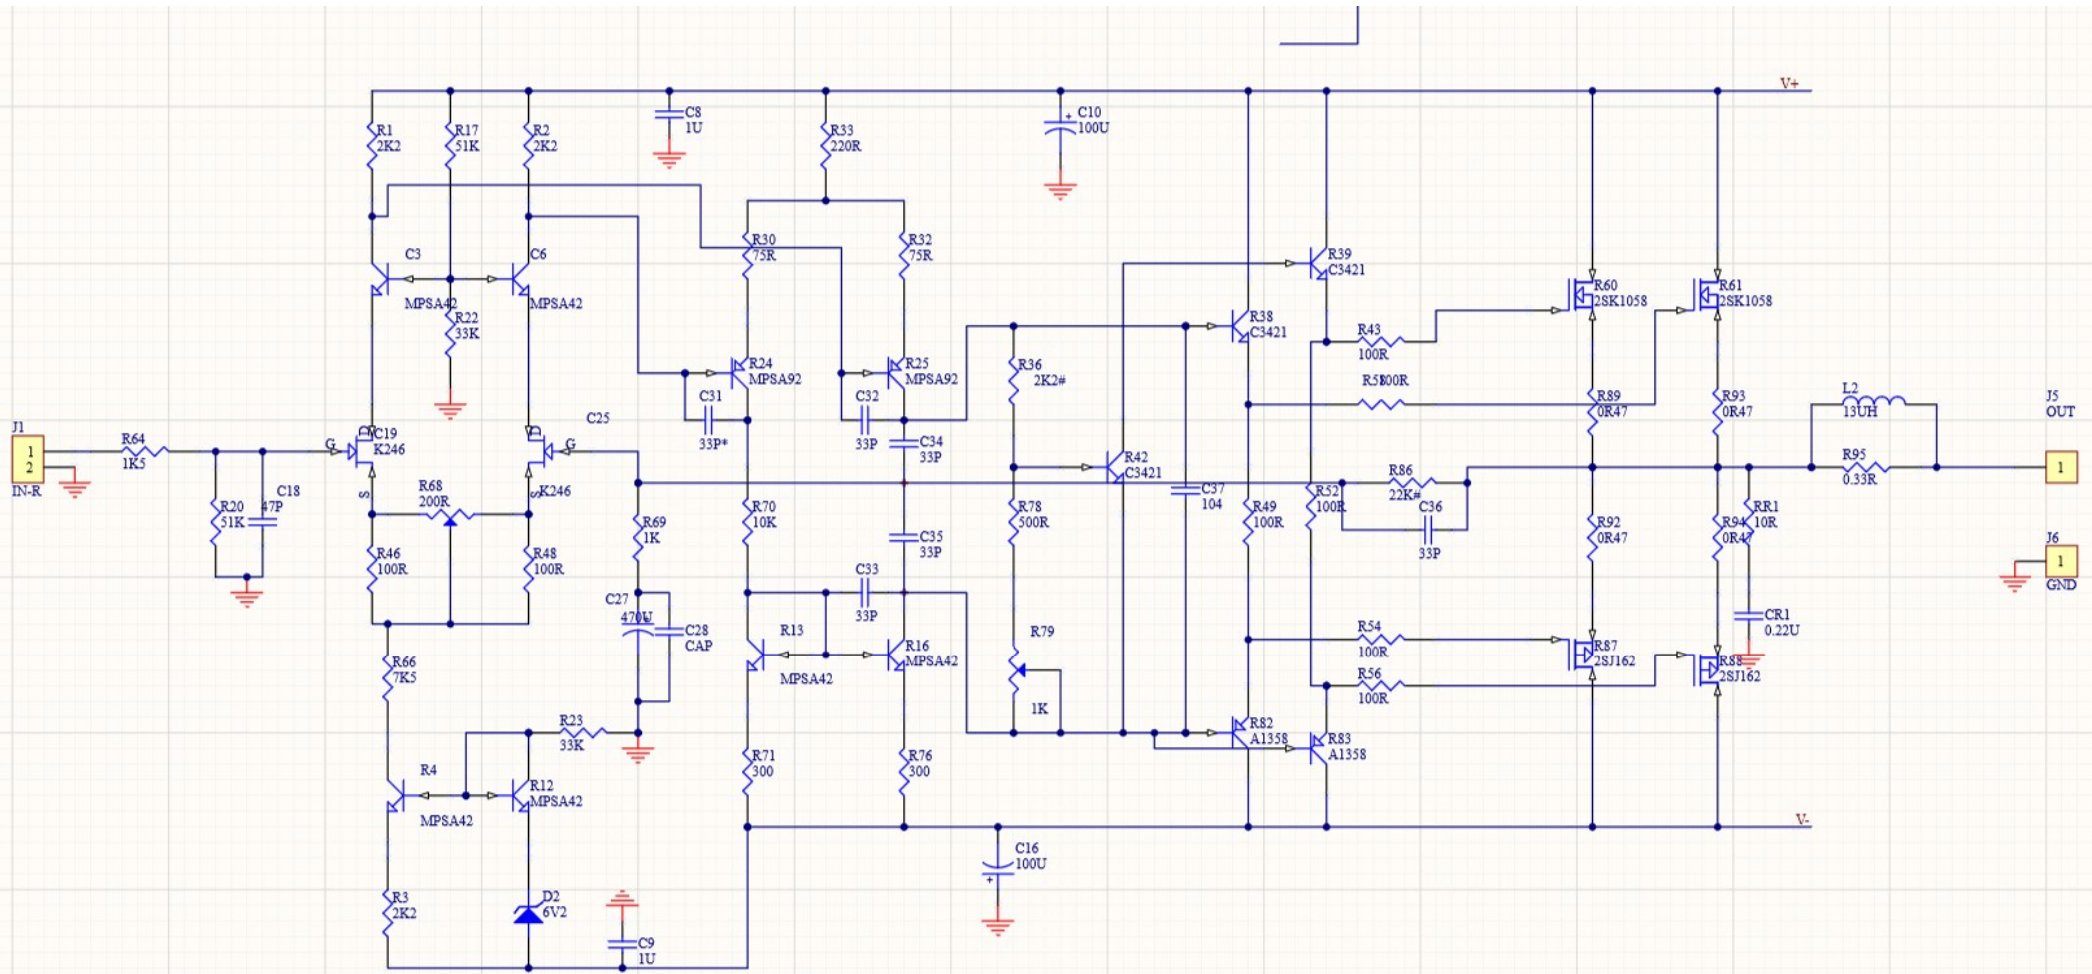 V+
R1
2K2
R17
51K
R2
2K2
C8
1U
R33
220R
C10
100U
C3
MPSA42
C6
MPSA42
R22
33K
R30
75R
R32
75R
R39
C3421
R38
C3421
R60
2SK1058
R61
2SK1058
R43
100R
R24
MPSA92
R25
MPSA92
R36
2K2#
C31
33P*
C32
33P
C34
33P
R89
0R47
R93
0R47
L2
13UH
J5
OUT
1
J1
1
2
IN-R
R64
1K5
G
D
C19
K246
S
C25
D
G
S
K246
R68
200R
R20
51K
C18
47P
R42
C3421
C37
104
R86
22K#
C36
33P
R95
0.33R
R69
1K
R70
10K
R78
500R
R49
100R
R52
100R
R92
0R47
R94
0R47
RR1
10R
C35
33P
J6
1
GND
R46
100R
R48
100R
C27
470U
C28
CAP
C33
33P
R13
MPSA42
R16
MPSA42
R79
1K
R54
100R
R56
100R
R87
2SJ162
R88
2SJ162
CR1
0.22U
R66
7K5
R23
33K
R82
A1358
R83
A1358
R4
MPSA42
R12
MPSA42
R71
300
R76
300
V-
C16
100U
R3
2K2
D2
6V2
C9
1U